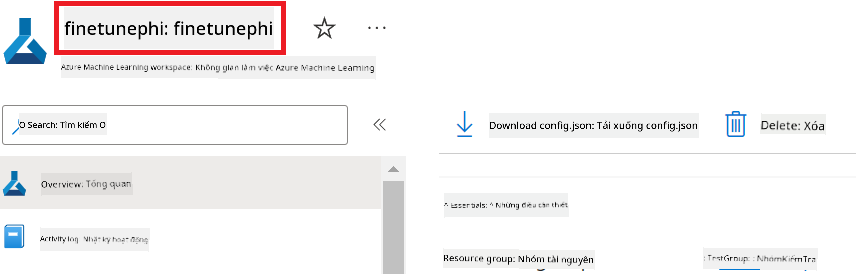 finetunephi: finetunephi
Azure Machine Learning workspace: Không gian làm việc Azure Machine Learning
O Search: Tìm kiếm O
Download config.json: Tải xuống config.json
Delete: Xóa
Overview: Tổng quan
^ Essentials: ^ Những điều cần thiết
Activity log: Nhật ký hoạt động
Resource group: Nhóm tài nguyên
: TestGroup: : NhómKiểmTra